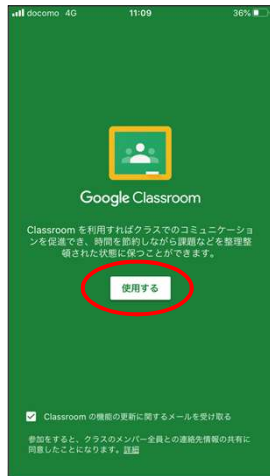 docomo 4G 11:09 36%
Google Classroom
Classroom を利用すればクラスでのコミュニケーショ
ンを促進でき、時間を節約しながら課題などを整理整
頓された状態に保つことができます。
使用する
Classroom の機能の更新に関するメールを受け取る
参加をすると、クラスのメンバー全員との連絡先情報の共有に
同意したことになります。詳細